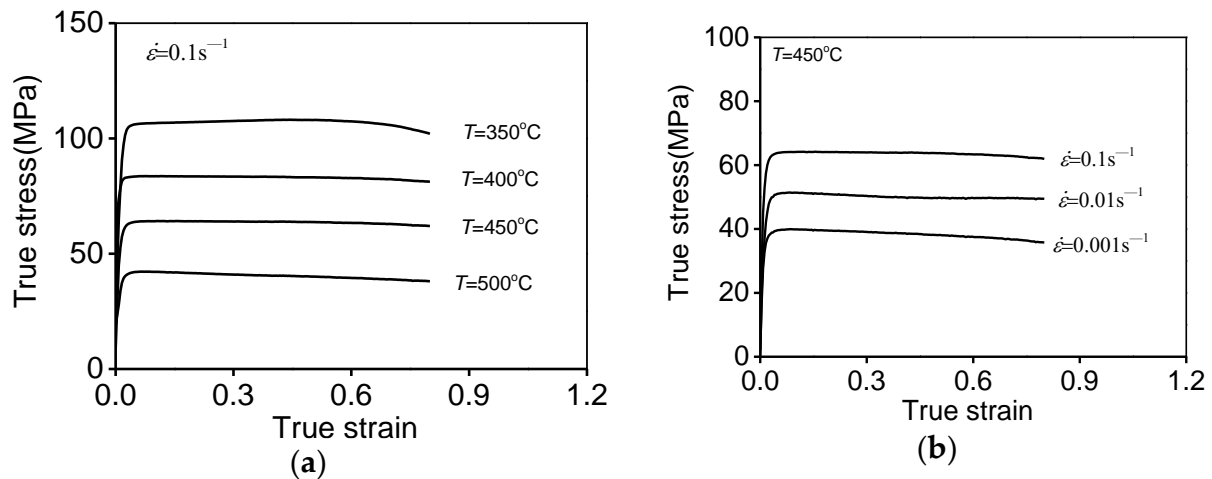 150
ε̇=0.1s⁻¹
100
T=350°C
T=400°C
50
T=450°C
T=500°C
0
0.0 0.3 0.6 0.9 1.2
True stress(MPa)
True strain
(a)
100
T=450°C
80
60
ε̇=0.1s⁻¹
ε̇=0.01s⁻¹
40
ε̇=0.001s⁻¹
20
0
0.0 0.3 0.6 0.9 1.2
True stress(MPa)
True strain
(b)